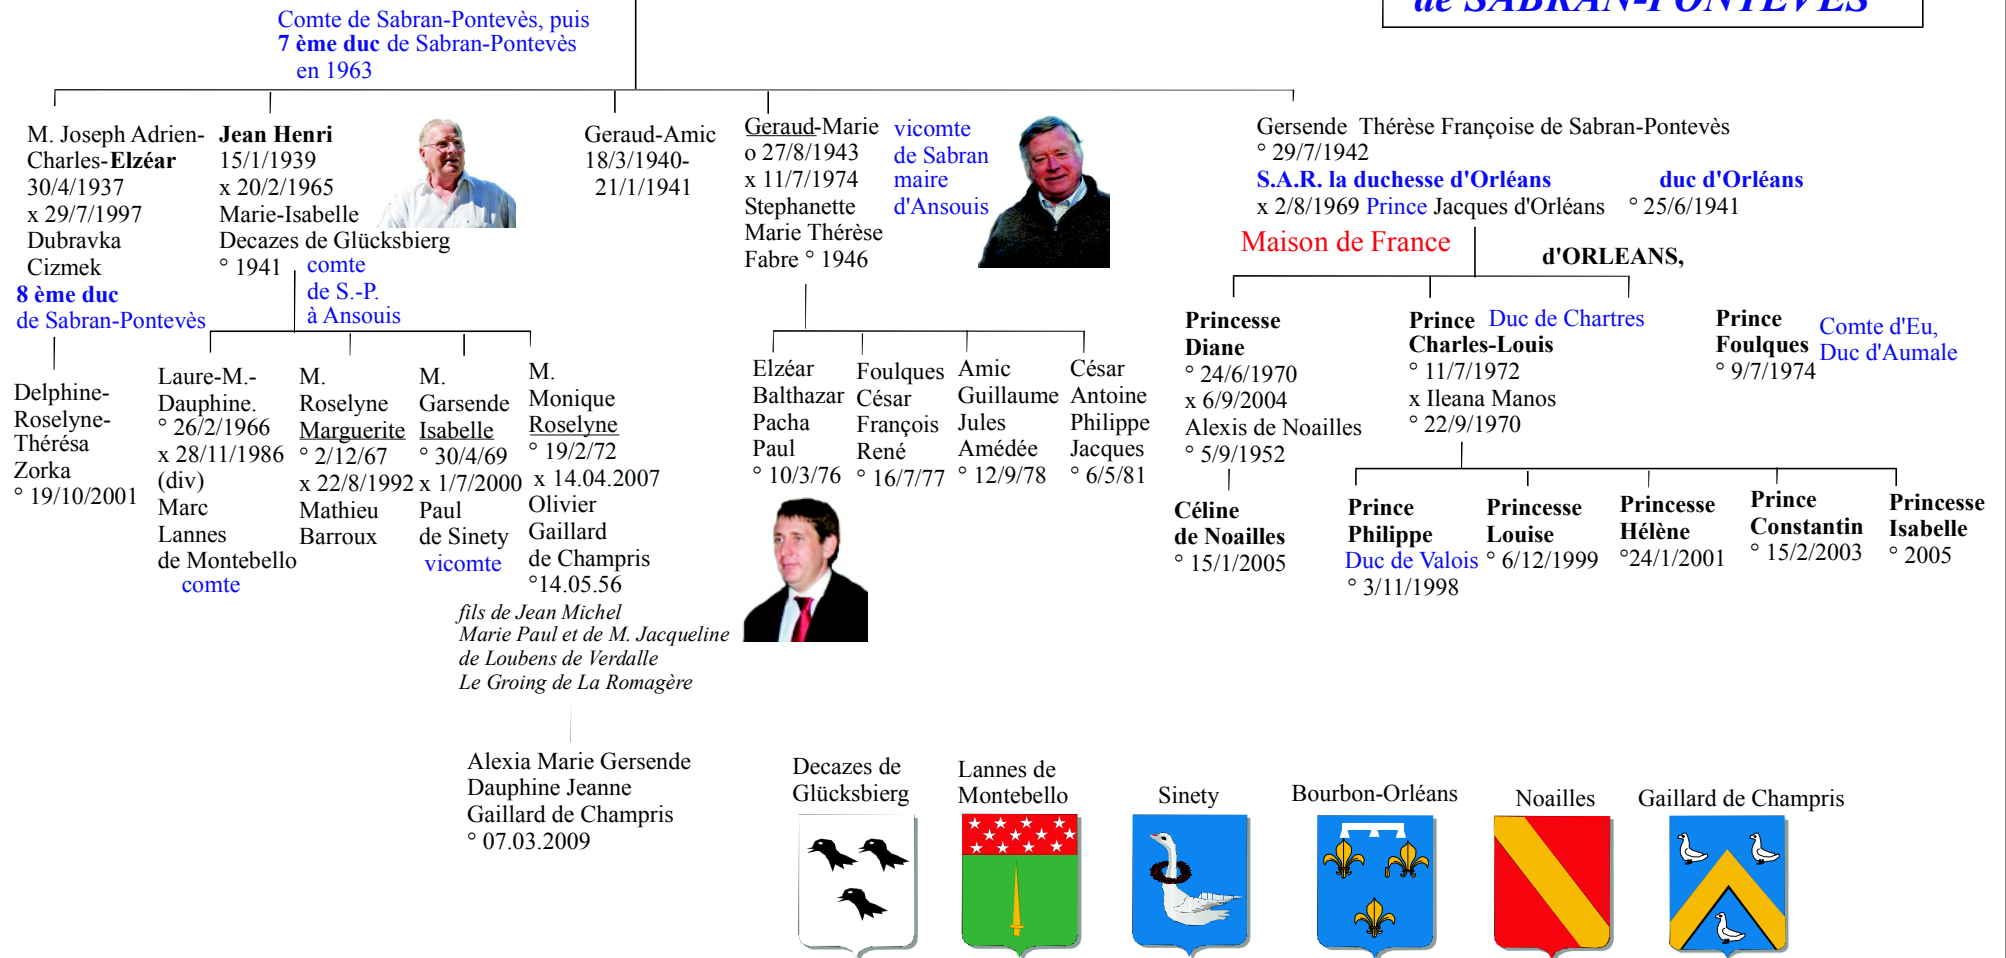 de SABRAN-PONTEVÈS
Comte de Sabran-Pontevès, puis
7 ème duc de Sabran-Pontevès
en 1963
M. Joseph Adrien-
Charles-Elzéar
30/4/1937
x 29/7/1997
Dubravka
Cizmek
8 ème duc
de Sabran-Pontevès
Jean Henri
15/1/1939
x 20/2/1965
Marie-Isabelle
Decazes de Glücksbierg
° 1941
comte
de S.-P.
à Ansouis
Geraud-Amic
18/3/1940-
21/1/1941
Geraud-Marie
o 27/8/1943
x 11/7/1974
Stephanette
Marie Thérèse
Fabre ° 1946
vicomte
de Sabran
maire
d'Ansouis
Gersende Thérèse Françoise de Sabran-Pontevès
° 29/7/1942
S.A.R. la duchesse d'Orléans duc d'Orléans
x 2/8/1969 Prince Jacques d'Orléans ° 25/6/1941
Maison de France
d'ORLEANS,
Delphine-
Roselyne-
Thérésa
Zorka
° 19/10/2001
Laure-M.-
Dauphine.
° 26/2/1966
x 28/11/1986
(div)
Marc
Lannes
de Montebello
comte
M.
Roselyne
Marguerite
° 2/12/67
x 22/8/1992
Mathieu
Barroux
M.
Garsende
Isabelle
° 30/4/69
x 1/7/2000
Paul
de Sinety
vicomte
M.
Monique
Roselyne
° 19/2/72
x 14.04.2007
Olivier
Gaillard
de Champris
°14.05.56
fils de Jean Michel
Marie Paul et de M. Jacqueline
de Loubens de Verdalle
Le Groing de La Romagère
Alexia Marie Gersende
Dauphine Jeanne
Gaillard de Champris
° 07.03.2009
Elzéar
Balthazar
Pacha
Paul
° 10/3/76
Foulques
César
François
René
° 16/7/77
Amic
Guillaume
Jules
Amédée
° 12/9/78
César
Antoine
Philippe
Jacques
° 6/5/81
Princesse
Diane
° 24/6/1970
x 6/9/2004
Alexis de Noailles
° 5/9/1952
Prince Duc de Chartres
Charles-Louis
° 11/7/1972
x Ileana Manos
° 22/9/1970
Prince
Foulques
° 9/7/1974
Comte d'Eu,
Duc d'Aumale
Céline
de Noailles
° 15/1/2005
Prince
Philippe
Duc de Valois
° 3/11/1998
Princesse
Louise
° 6/12/1999
Princesse
Hélène
°24/1/2001
Prince
Constantin
° 15/2/2003
Princesse
Isabelle
° 2005
Decazes de
Glücksbierg
Lannes de
Montebello
Sinety
Bourbon-Orléans
Noailles
Gaillard de Champris